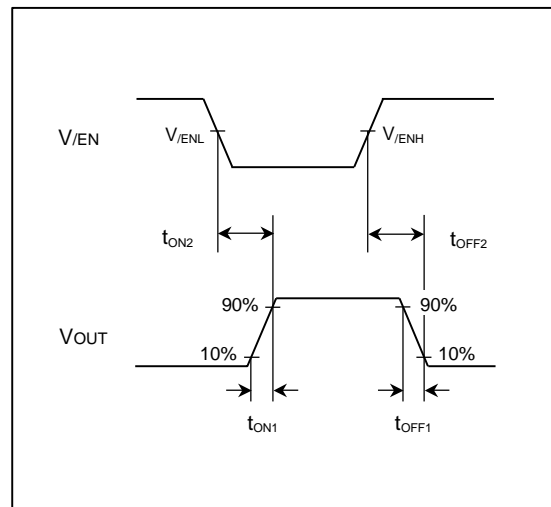 V/EN
V/ENL
V/ENH
tON2
tOFF2
VOUT
90%
90%
10%
10%
tON1
tOFF1